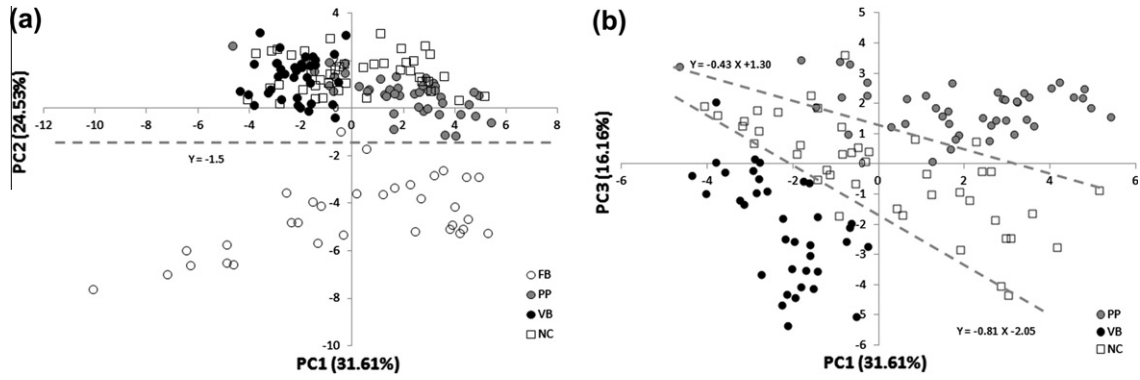 (a)
PC2 (24.53%)
4
2
-12
-10
-8
-6
-4
-2
0
2
4
6
8
-2
-4
-6
-8
-10
Y = -1.5
FB
PP
VB
NC
PC1 (31.61%)
(b)
PC3 (16.16%)
5
4
3
2
1
0
-1
-2
-3
-4
-5
-6
-6
-4
-2
0
2
4
6
Y = -0.43 X +1.30
Y = -0.81 X -2.05
PP
VB
NC
PC1 (31.61%)